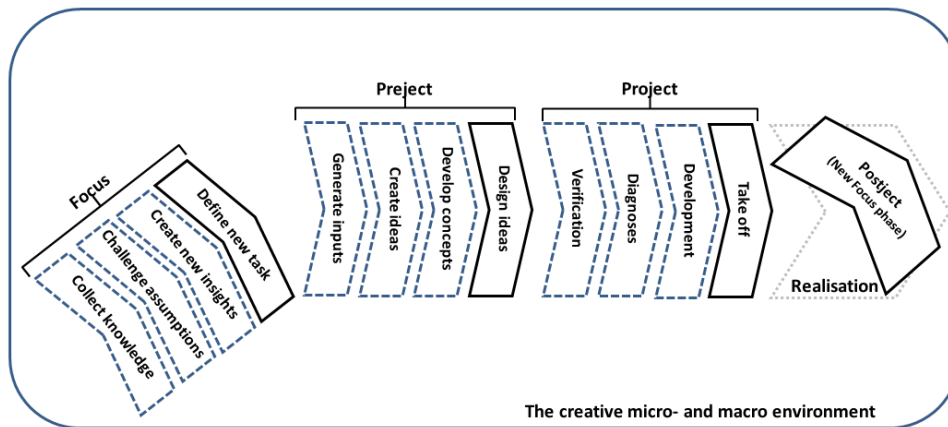 Focus
Collect knowledge
Challenge assumptions
Create new insights
Define new task
Preject
Generate inputs
Create ideas
Develop concepts
Design ideas
Project
Verification
Diagnoses
Development
Take off
Postject
(New Focus phase)
Realisation
The creative micro- and macro environment